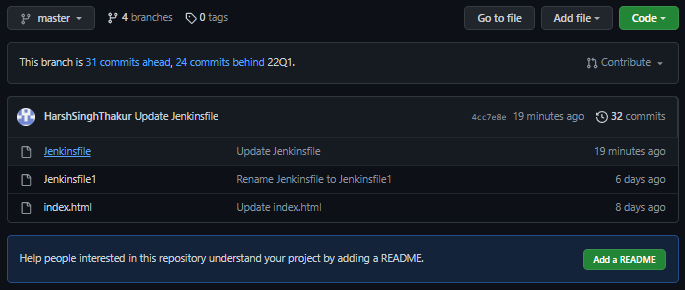 master 4 branches 0 tags Go to file Add file Code
This branch is 31 commits ahead, 24 commits behind 22Q1. Contribute
HarshSinghThakur Update Jenkinsfile 4cc7e8e 19 minutes ago 32 commits
Jenkinsfile Update Jenkinsfile 19 minutes ago
Jenkinsfile1 Rename Jenkinsfile to Jenkinsfile1 6 days ago
index.html Update index.html 8 days ago
Help people interested in this repository understand your project by adding a README. Add a README